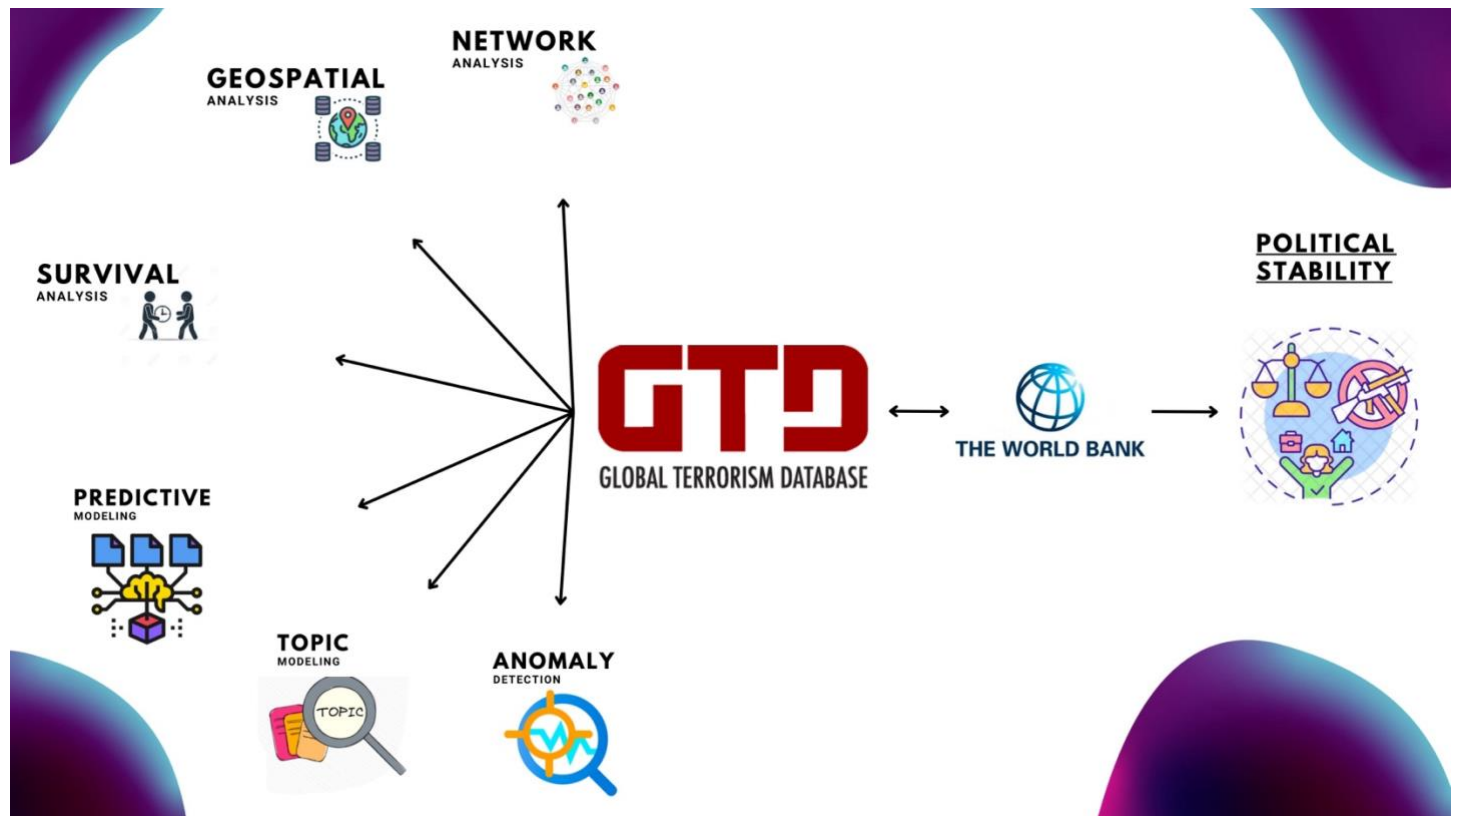 NETWORK
ANALYSIS
GEOSPATIAL
ANALYSIS
SURVIVAL
ANALYSIS
PREDICTIVE
MODELING
TOPIC
MODELING
TOPIC
ANOMALY
DETECTION
GTD
GLOBAL TERRORISM DATABASE
THE WORLD BANK
POLITICAL
STABILITY